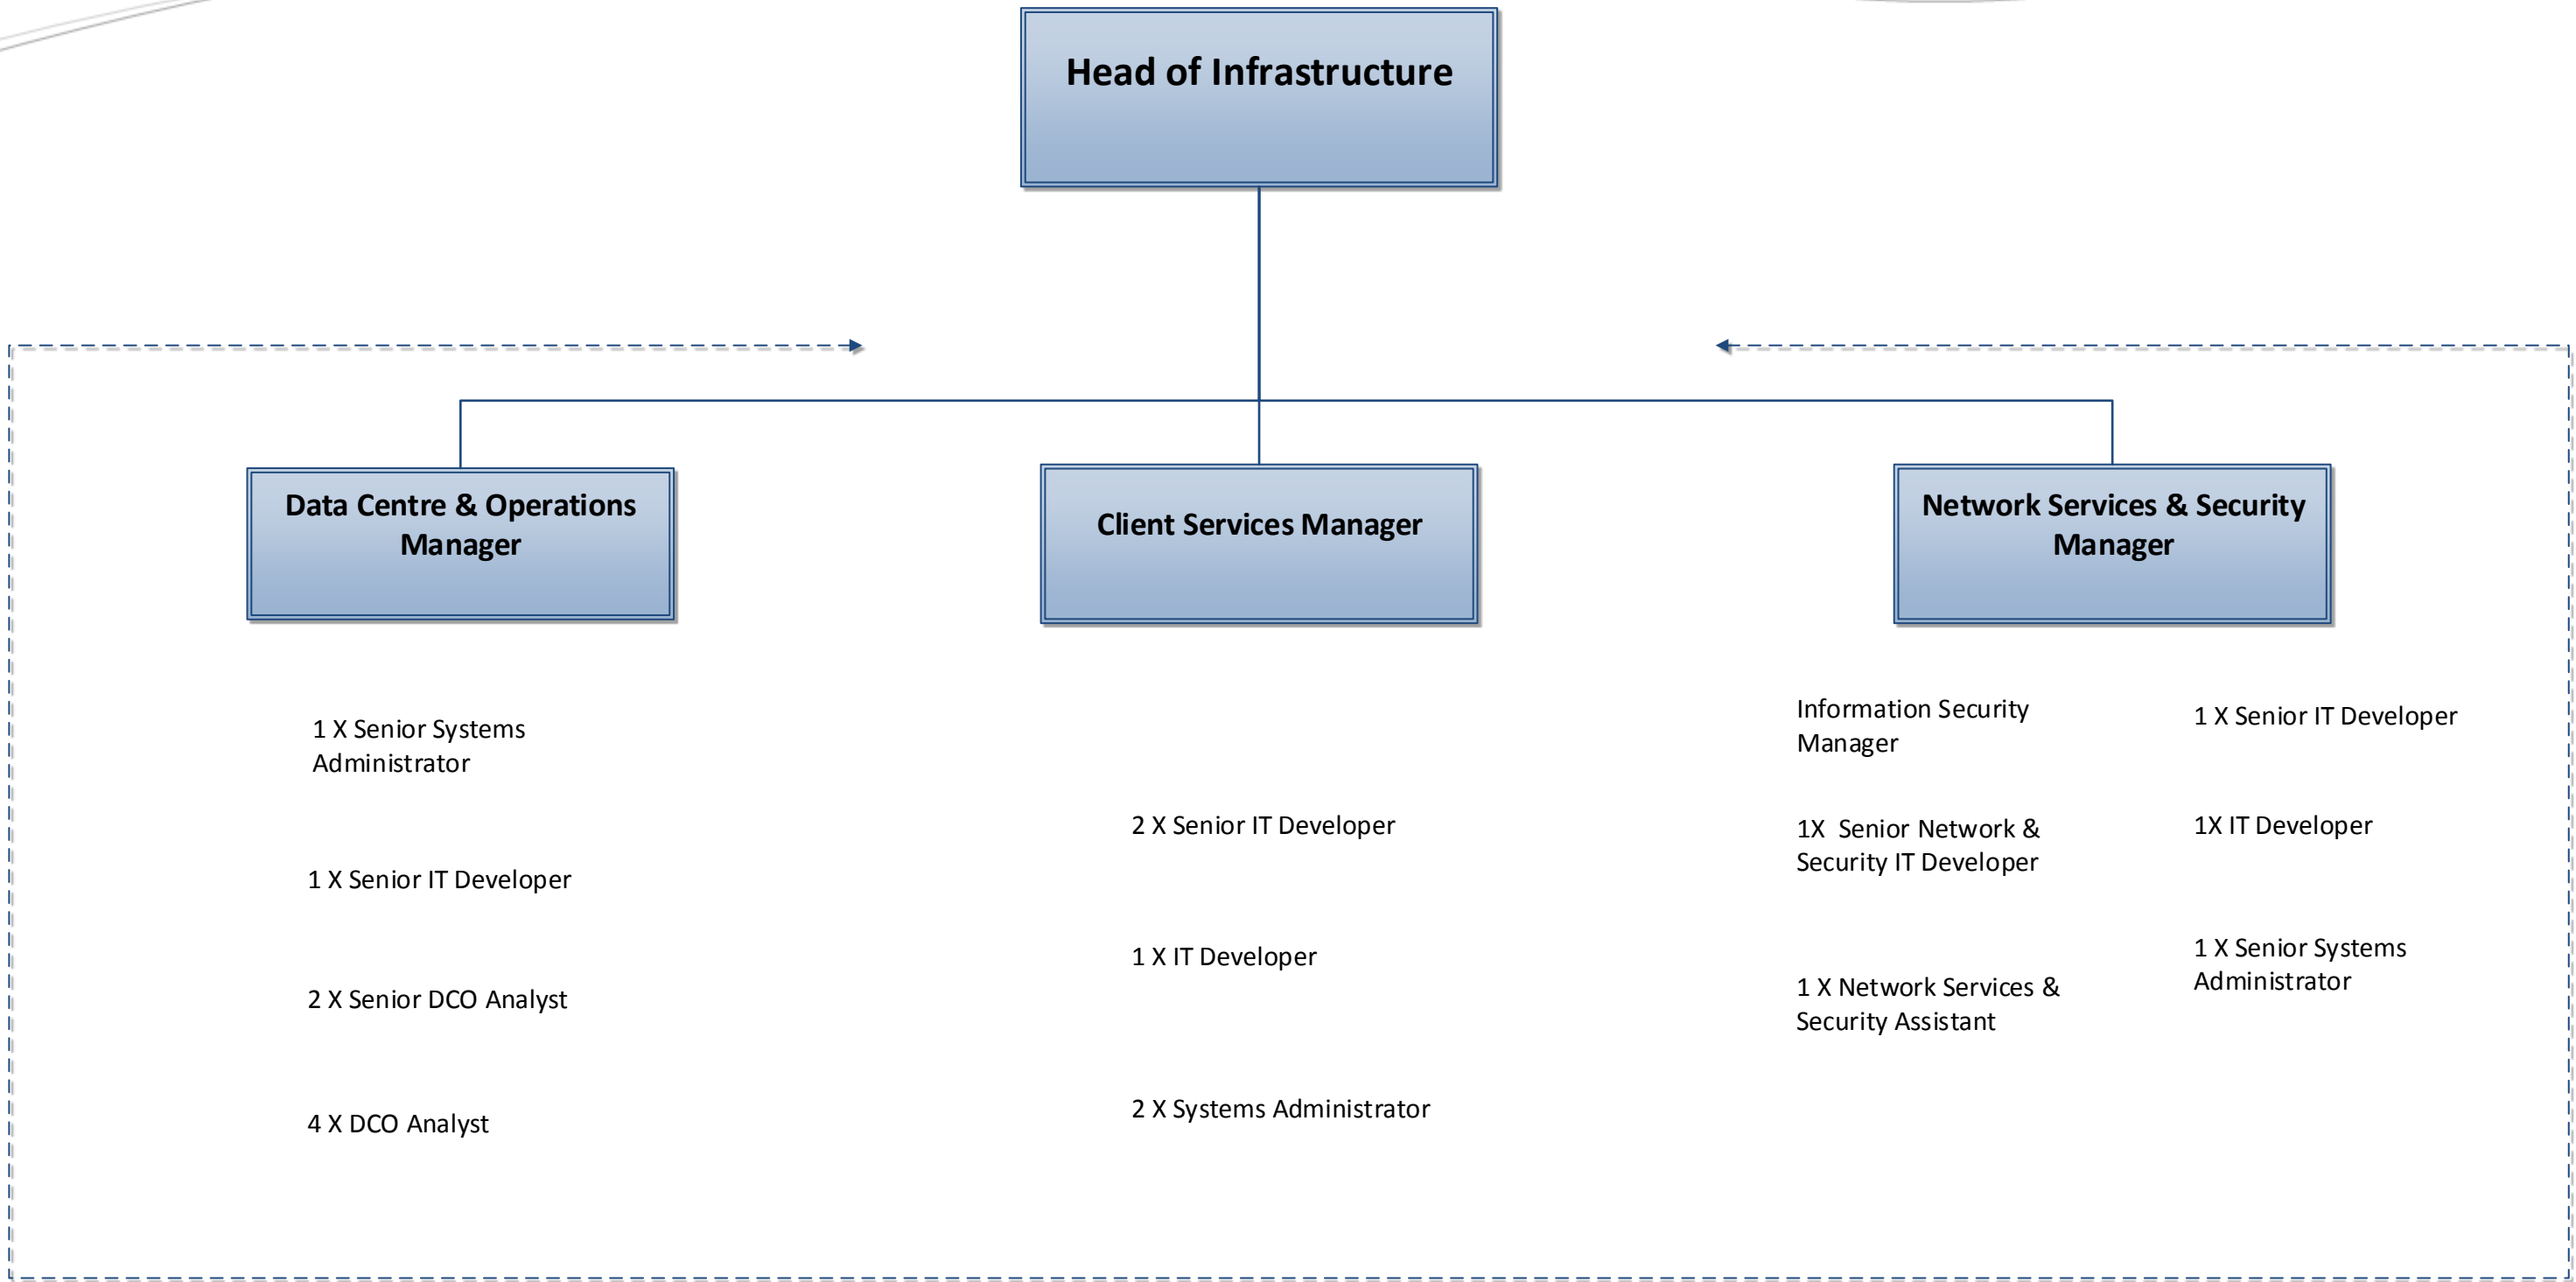 Head of Infrastructure
Data Centre & Operations
Manager
Client Services Manager
Network Services & Security
Manager
1 X Senior Systems
Administrator
1 X Senior IT Developer
2 X Senior DCO Analyst
4 X DCO Analyst
2 X Senior IT Developer
1 X IT Developer
2 X Systems Administrator
Information Security
Manager
1X  Senior Network &
Security IT Developer
1 X Network Services &
Security Assistant
1 X Senior IT Developer
1X IT Developer
1 X Senior Systems
Administrator